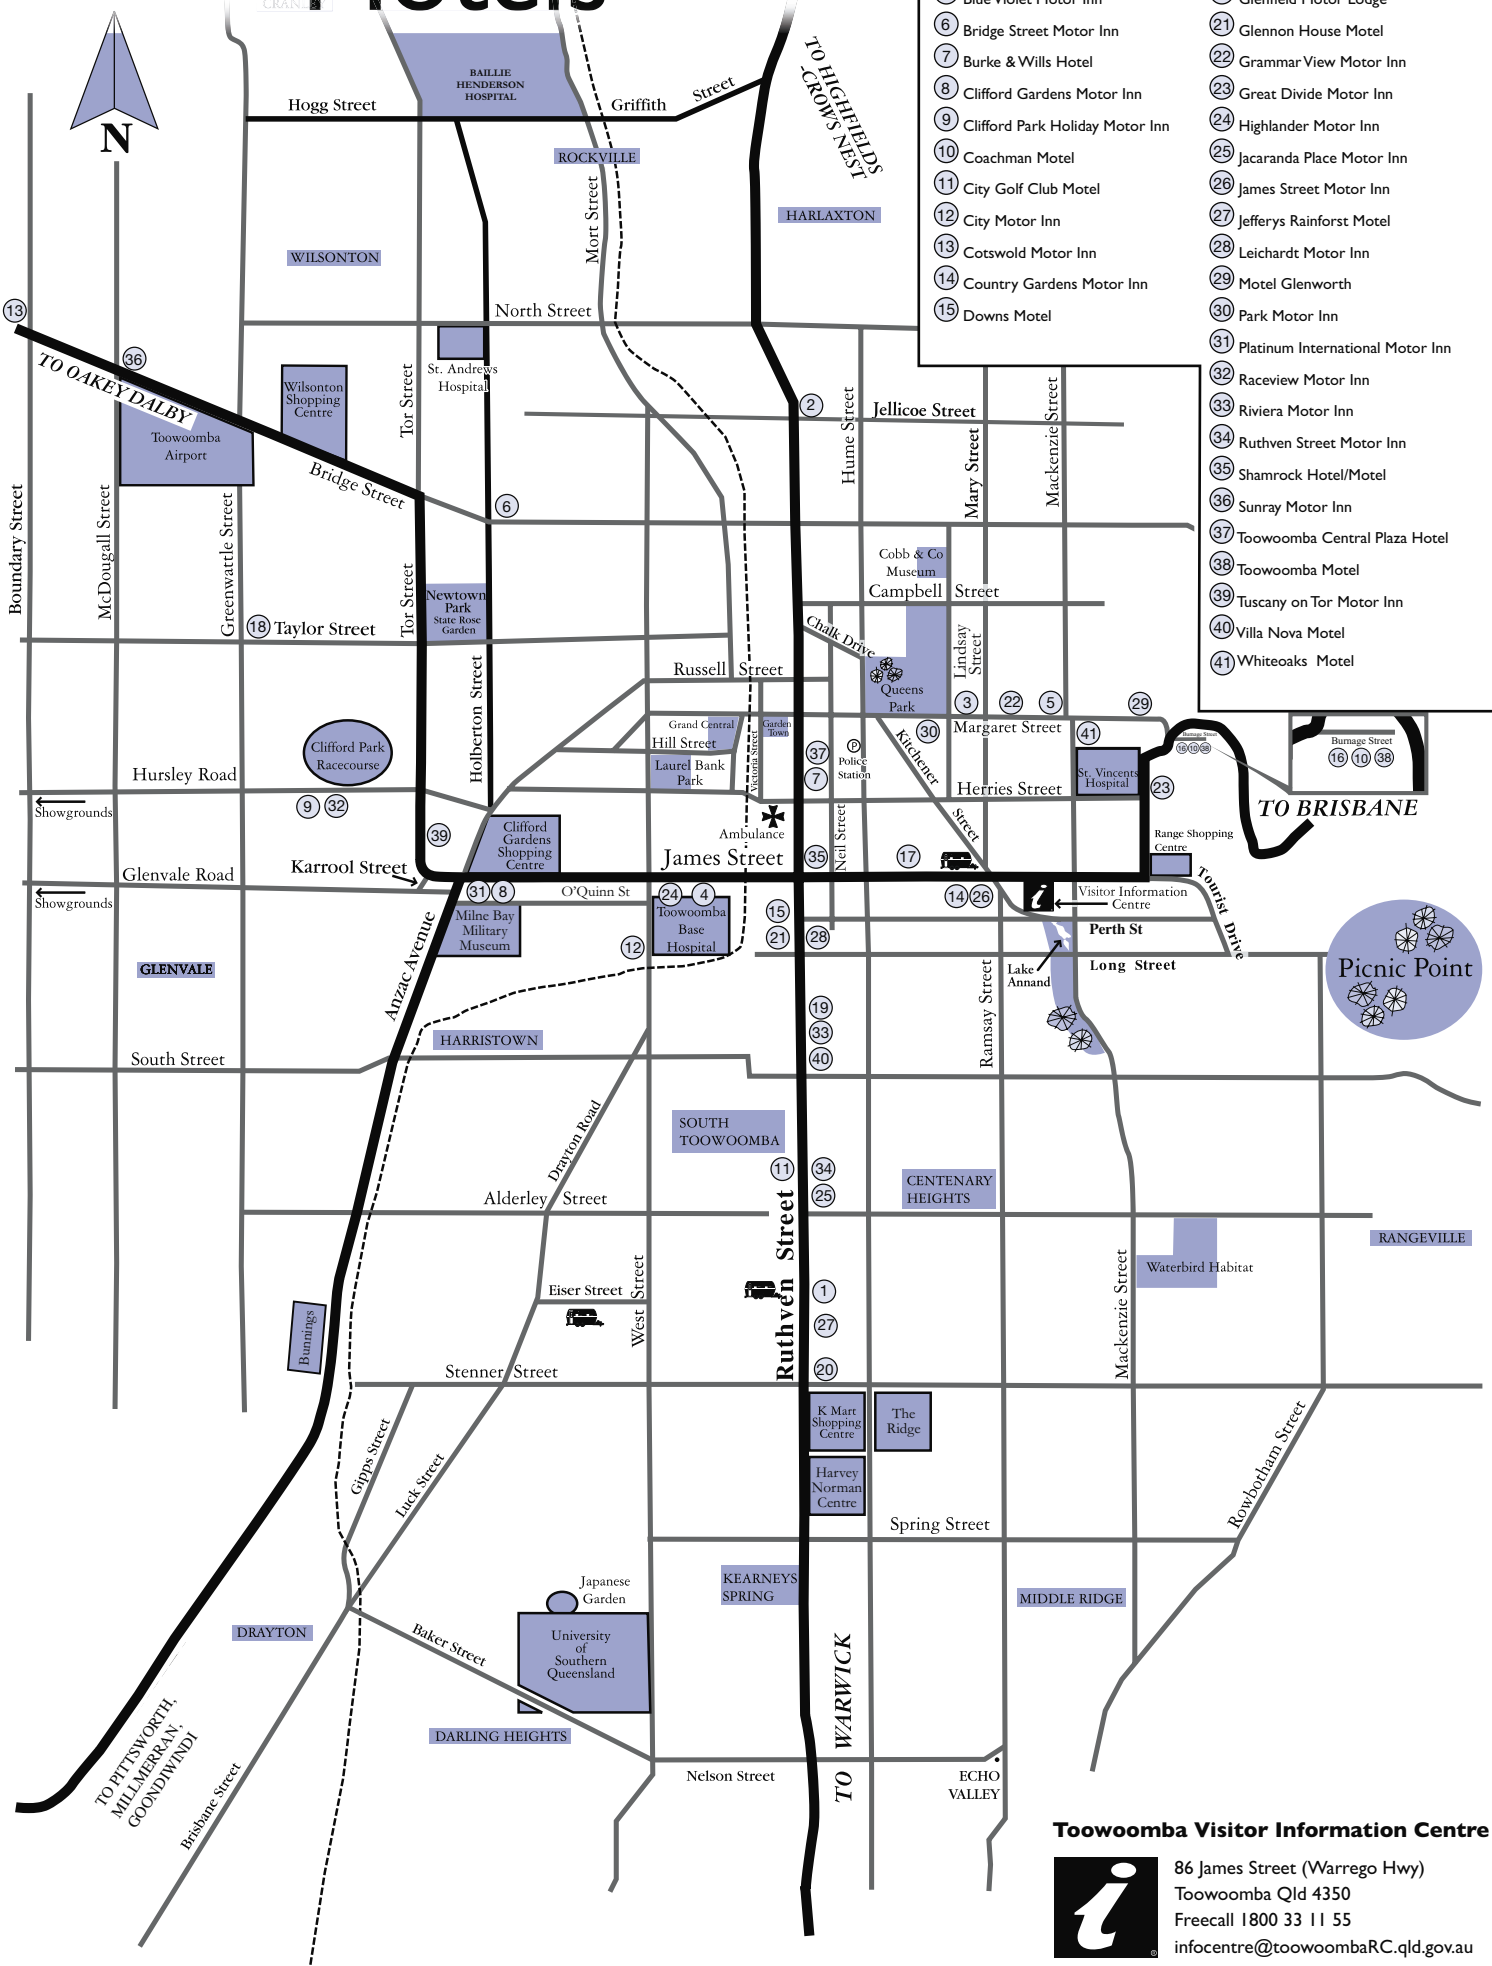 Motels
CRANLEY
Blue Violet Motor Inn
6 Bridge Street Motor Inn
7 Burke & Wills Hotel
8 Clifford Gardens Motor Inn
9 Clifford Park Holiday Motor Inn
10 Coachman Motel
11 City Golf Club Motel
12 City Motor Inn
13 Cotswold Motor Inn
14 Country Gardens Motor Inn
15 Downs Motel
Glenfield Motor Lodge
21 Glennon House Motel
22 Grammar View Motor Inn
23 Great Divide Motor Inn
24 Highlander Motor Inn
25 Jacaranda Place Motor Inn
26 James Street Motor Inn
27 Jefferys Rainforst Motel
28 Leichardt Motor Inn
29 Motel Glenworth
30 Park Motor Inn
31 Platinum International Motor Inn
32 Raceview Motor Inn
33 Riviera Motor Inn
34 Ruthven Street Motor Inn
35 Shamrock Hotel/Motel
36 Sunray Motor Inn
37 Toowoomba Central Plaza Hotel
38 Toowoomba Motel
39 Tuscany on Tor Motor Inn
40 Villa Nova Motel
41 Whiteoaks Motel
N
BAILLIE
HENDERSON
HOSPITAL
Hogg Street
Griffith
Street
TO HIGHFIELDS
-CROWS NEST
ROCKVILLE
Mort Street
HARLAXTON
WILSONTON
North Street
13
36
TO OAKEY DALBY
Wilsonton
Shopping
Centre
Tor Street
St. Andrews
Hospital
Toowoomba
Airport
Bridge Street
2
Jellicoe Street
Hume Street
Mary Street
Mackenzie Street
6
Boundary Street
McDougall Street
Greenwattle Street
Tor Street
Newtown
Park
State Rose
Garden
18 Taylor Street
Cobb & Co
Museum
Campbell Street
Chalk Drive
Lindsay
Street
Russell Street
Queens
Park
3 22 5 29
Margaret Street
30
41
Grand Central
Garden
Town
Hill Street
Victoria Street
Laurel Bank
Park
37
7
P
Police
Station
Kitchener
Street
Holberton Street
Clifford Park
Racecourse
Hursley Road
Showgrounds
9 32
Herries Street
St. Vincents
Hospital
23
Burnage Street
16 10 38
Burnage Street
16 10 38
TO BRISBANE
39
Clifford
Gardens
Shopping
Centre
Ambulance
Neil Street
James Street
35
17
Range Shopping
Centre
Karrool Street
Glenvale Road
Showgrounds
31 8
O'Quinn St
24 4
Toowoomba
Base
Hospital
14 26
i
Visitor Information
Centre
Tourist Drive
Milne Bay
Military
Museum
12
15
21
28
Perth St
Long Street
Lake
Annand
Picnic Point
GLENVALE
Anzac Avenue
HARRISTOWN
19
33
40
Ramsay Street
South Street
Drayton Road
SOUTH
TOOWOOMBA
11
34
25
CENTENARY
HEIGHTS
Alderley Street
RANGEVILLE
Waterbird Habitat
Eiser Street
West Street
Ruthven Street
1
27
20
Mackenzie Street
Bunnings
Stenner Street
K Mart
Shopping
Centre
The
Ridge
Harvey
Norman
Centre
Gipps Street
Luck Street
Rowbotham Street
Spring Street
KEARNEYS
SPRING
MIDDLE RIDGE
Japanese
Garden
University
of
Southern
Queensland
DRAYTON
Baker Street
DARLING HEIGHTS
TO WARWICK
Nelson Street
ECHO
VALLEY
TO PITTSWORTH,
MILLMERRAN,
GOONDIWINDI
Brisbane Street
Toowoomba Visitor Information Centre
i
86 James Street (Warrego Hwy)
Toowoomba Qld 4350
Freecall 1800 33 11 55
infocentre@toowoombaRC.qld.gov.au